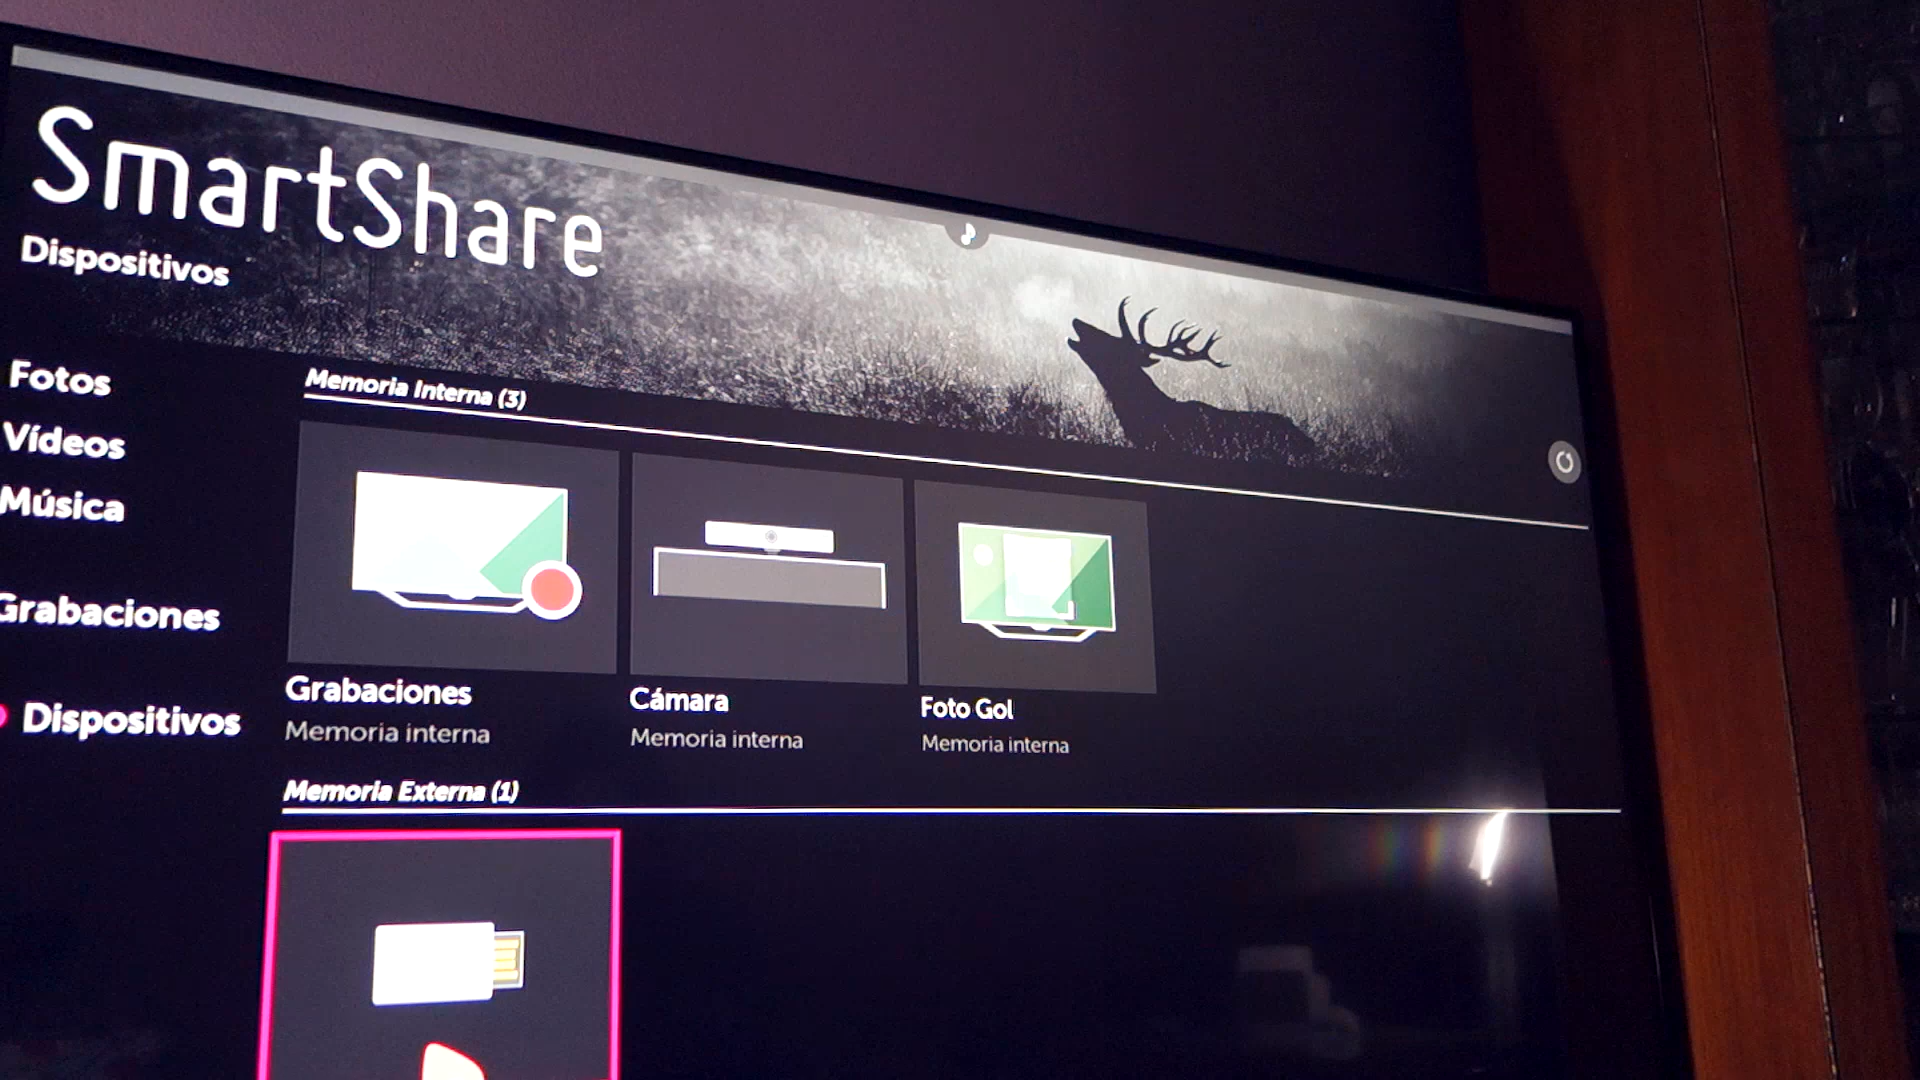 SmartShare
Dispositivos
Fotos
Vídeos
Música
Grabaciones
Dispositivos
Memoria Interna (3)
Grabaciones
Memoria interna
Cámara
Memoria interna
Foto Gol
Memoria interna
Memoria Externa (1)